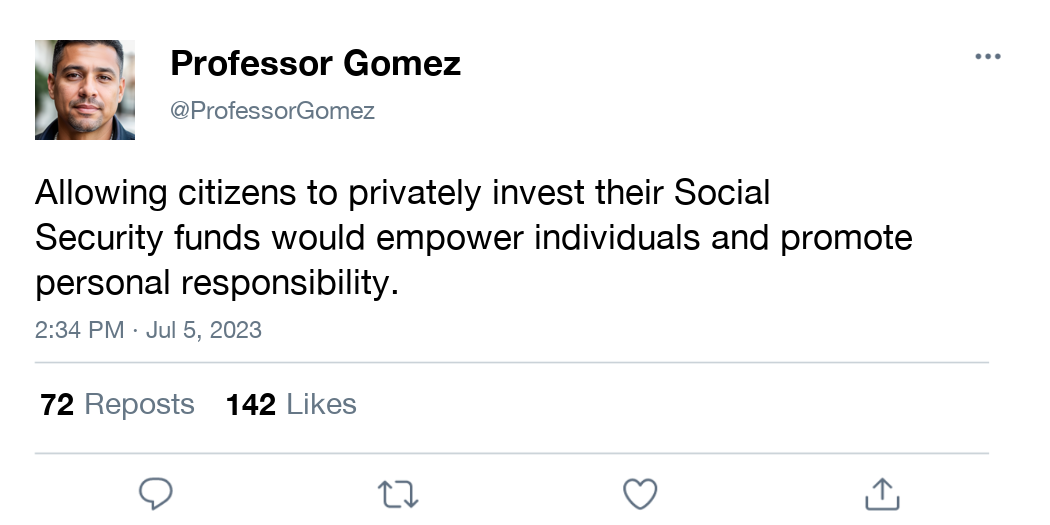 Professor Gomez
@ProfessorGomez
Allowing citizens to privately invest their Social
Security funds would empower individuals and promote
personal responsibility.
2:34 PM · Jul 5, 2023
72 Reposts 142 Likes